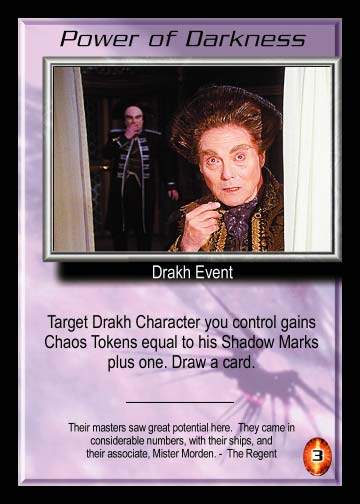 Power of Darkness
Drakh Event
Target Drakh Character you control gains
Chaos Tokens equal to his Shadow Marks
plus one. Draw a card.
Their masters saw great potential here.  They came in
considerable numbers, with their ships, and
their associate, Mister Morden. -  The Regent
3